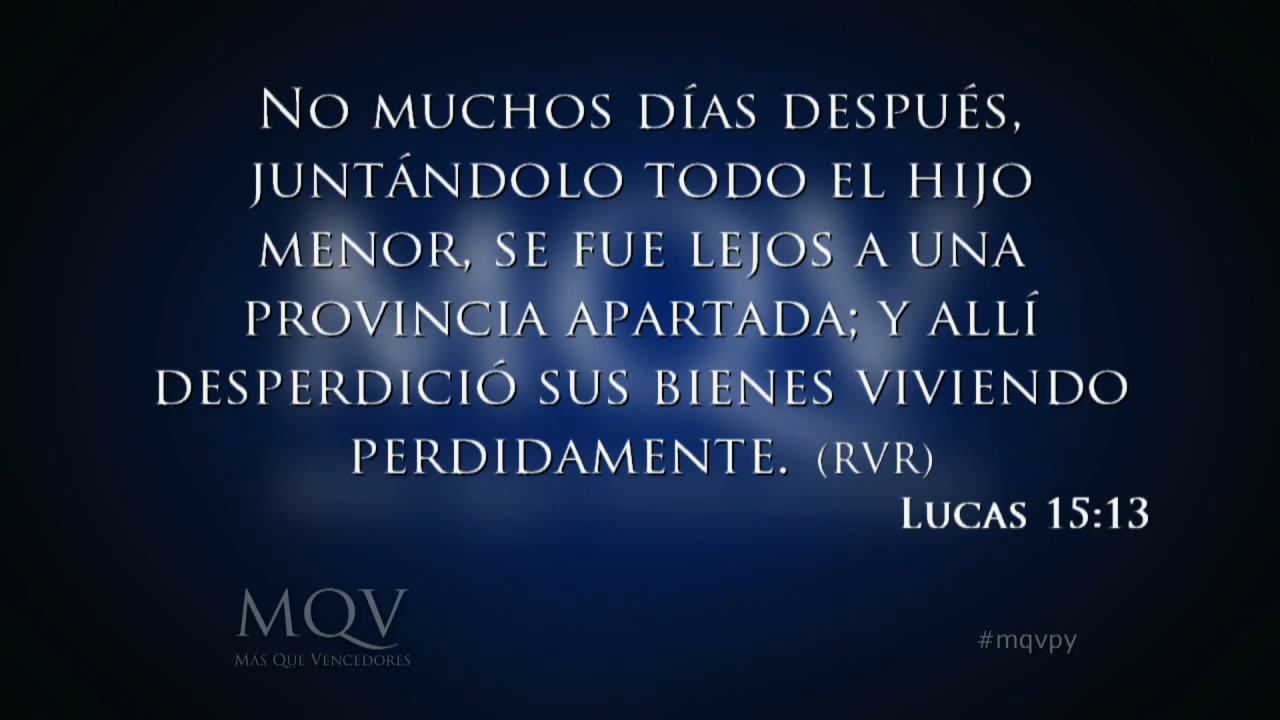 No muchos días después,
juntándolo todo el hijo
menor, se fue lejos a una
provincia apartada; y allí
desperdició sus bienes viviendo
perdidamente. (RVR)
Lucas 15:13
MQV
Más Que Vencedores
#mqvpy